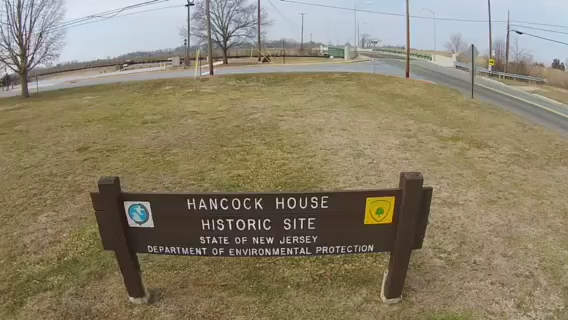 HANCOCK HOUSE
HISTORIC SITE
STATE OF NEW JERSEY
DEPARTMENT OF ENVIRONMENTAL PROTECTION